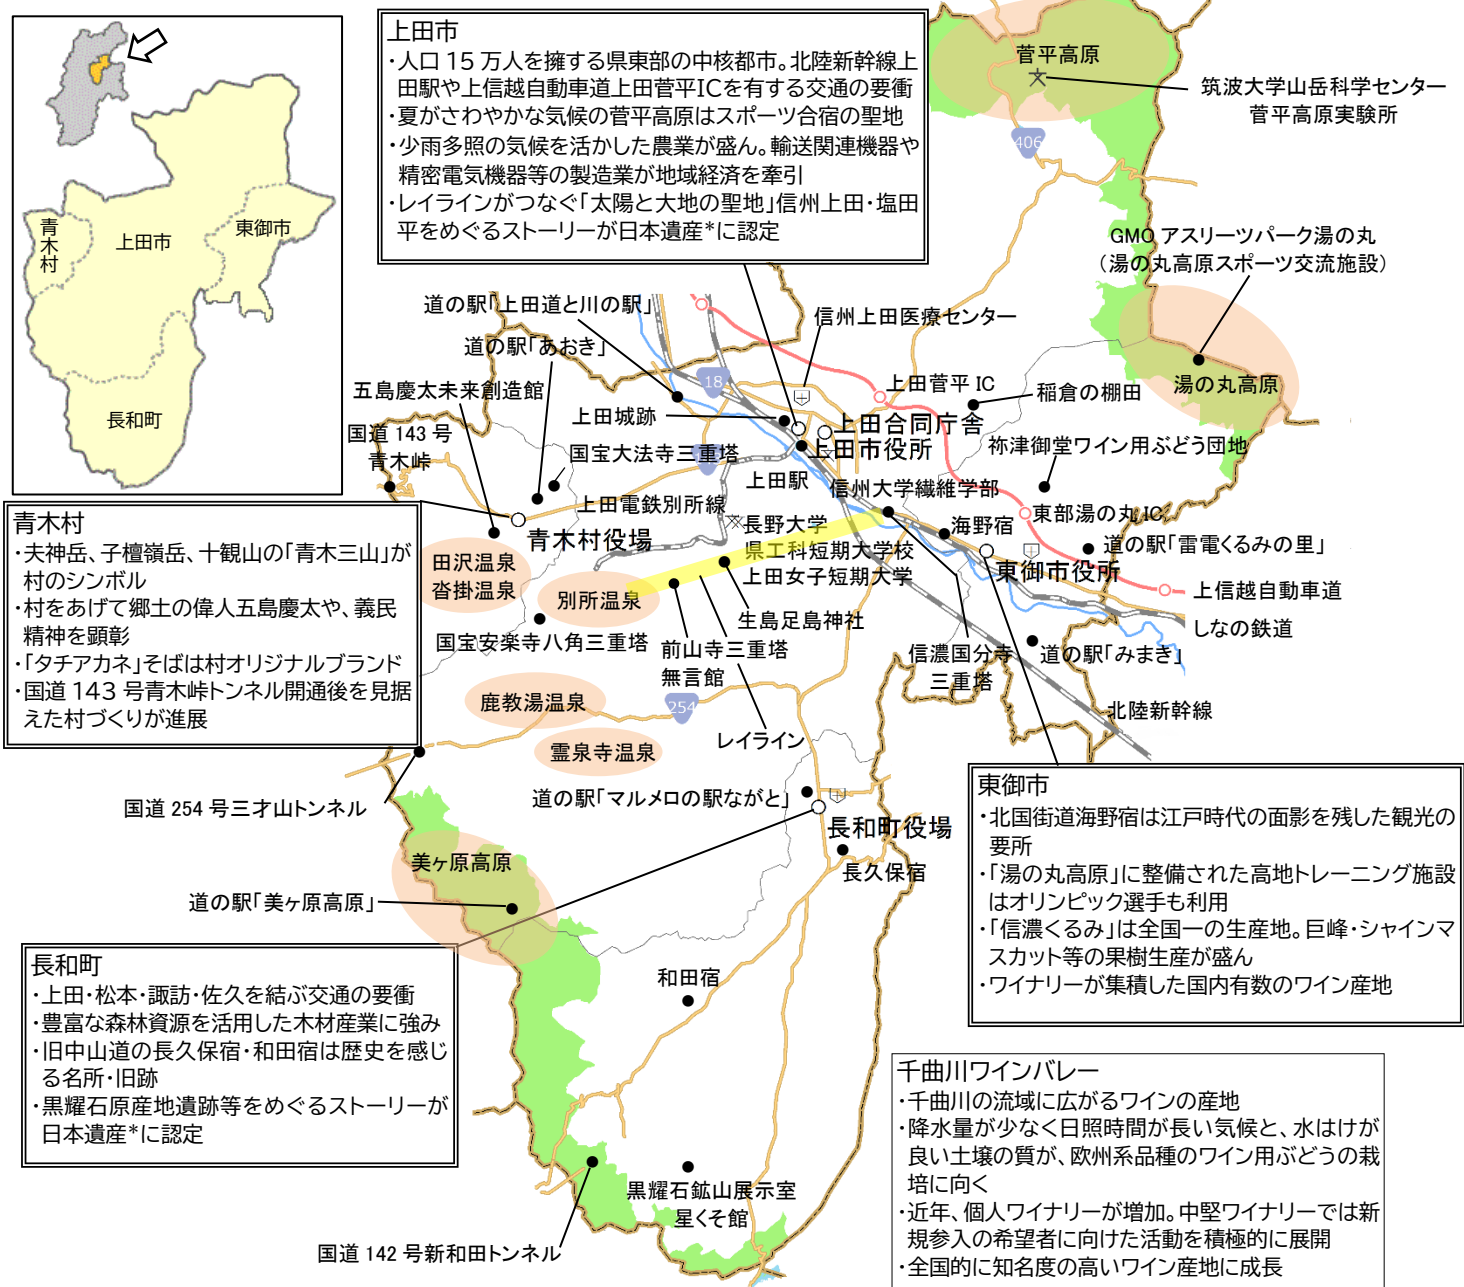 青木村
上田市
東御市
長和町
上田市
・人口15万人を擁する県東部の中核都市。北陸新幹線上
田駅や上信越自動車道上田菅平ICを有する交通の要衝
・夏がさわやかな気候の菅平高原はスポーツ合宿の聖地
・少雨多照の気候を活かした農業が盛ん。輸送関連機器や
精密電気機器等の製造業が地域経済を牽引
・レイラインがつなぐ「太陽と大地の聖地」信州上田・塩田
平をめぐるストーリーが日本遺産*に認定
菅平高原
筑波大学山岳科学センター
菅平高原実験所
406
GMOアスリーツパーク湯の丸
(湯の丸高原スポーツ交流施設)
湯の丸高原
道の駅「上田道と川の駅」
信州上田医療センター
道の駅「あおき」
18
上田菅平IC
稲倉の棚田
五島慶太未来創造館
上田城跡
上田合同庁舎
上田市役所
国道143号
青木峠
国宝大法寺三重塔
祢津御堂ワイン用ぶどう団地
上田駅
信州大学繊維学部
上田電鉄別所線
青木村役場
長野大学
県工科短期大学校
上田女子短期大学
海野宿
東部湯の丸IC
東御市役所
道の駅「雷電くるみの里」
上信越自動車道
しなの鉄道
田沢温泉
沓掛温泉
別所温泉
国宝安楽寺八角三重塔
生島足島神社
前山寺三重塔
無言館
信濃国分寺
三重塔
道の駅「みまき」
北陸新幹線
鹿教湯温泉
254
霊泉寺温泉
レイライン
青木村
・夫神岳、子檀嶺岳、十観山の「青木三山」が
村のシンボル
・村をあげて郷土の偉人五島慶太や、義民
精神を顕彰
・「タチアカネ」そばは村オリジナルブランド
・国道143号青木峠トンネル開通後を見据
えた村づくりが進展
国道254号三才山トンネル
道の駅「マルメロの駅ながと」
長和町役場
長久保宿
美ヶ原高原
道の駅「美ヶ原高原」
東御市
・北国街道海野宿は江戸時代の面影を残した観光の
要所
・「湯の丸高原」に整備された高地トレーニング施設
はオリンピック選手も利用
・「信濃くるみ」は全国一の生産地。巨峰・シャインマ
スカット等の果樹生産が盛ん
・ワイナリーが集積した国内有数のワイン産地
長和町
・上田・松本・諏訪・佐久を結ぶ交通の要衝
・豊富な森林資源を活用した木材産業に強み
・旧中山道の長久保宿・和田宿は歴史を感じ
る名所・旧跡
・黒耀石原産地遺跡等をめぐるストーリーが
日本遺産*に認定
和田宿
黒耀石鉱山展示室
星くそ館
国道142号新和田トンネル
千曲川ワインバレー
・千曲川の流域に広がるワインの産地
・降水量が少なく日照時間が長い気候と、水はけが
良い土壌の質が、欧州系品種のワイン用ぶどうの栽
培に向く
・近年、個人ワイナリーが増加。中堅ワイナリーでは新
規参入の希望者に向けた活動を積極的に展開
・全国的に知名度の高いワイン産地に成長